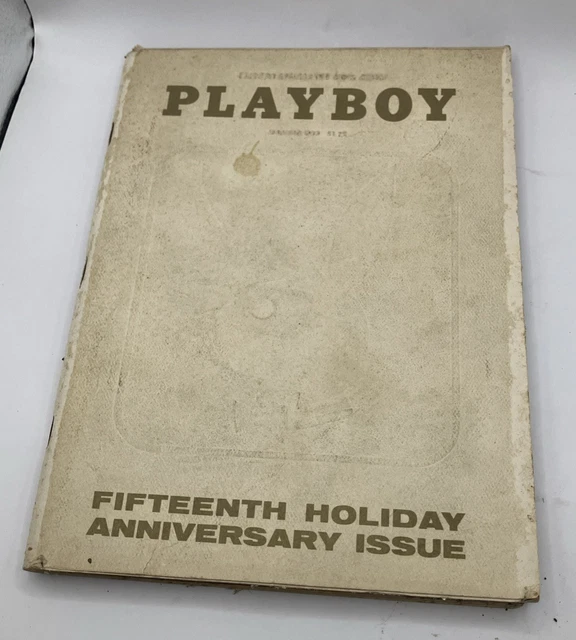 PLAYBOY
FIFTEENTH HOLIDAY
ANNIVERSARY ISSUE